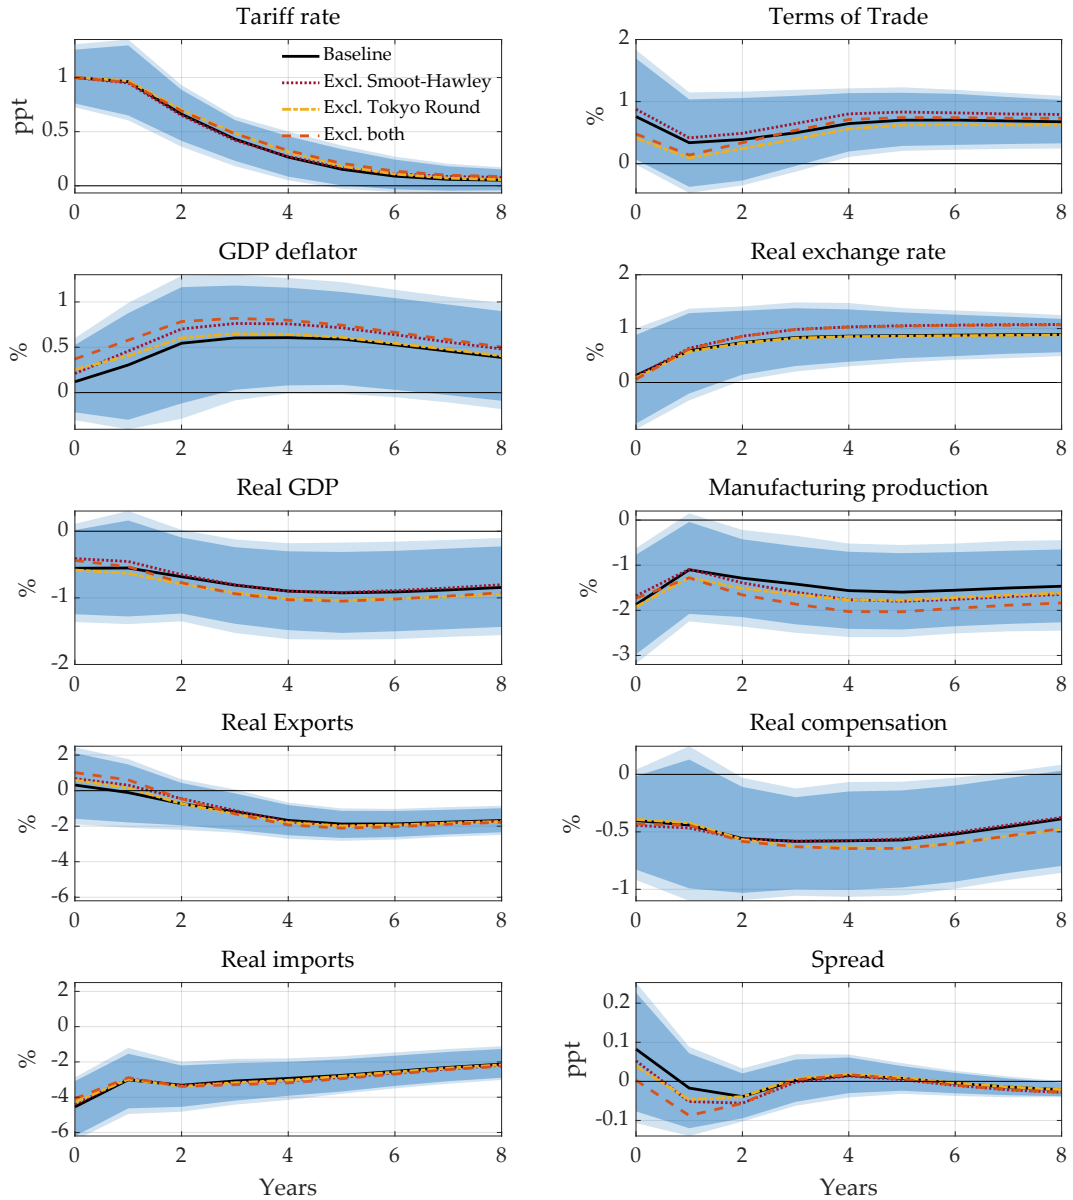 Tariff rate
ppt
1
0.5
0
Baseline
Excl. Smoot-Hawley
Excl. Tokyo Round
Excl. both
0 2 4 6 8
Terms of Trade
%
2
1
0
0 2 4 6 8
GDP deflator
%
1
0.5
0
0 2 4 6 8
Real exchange rate
%
2
1
0
0 2 4 6 8
Real GDP
%
0
-1
-2
0 2 4 6 8
Manufacturing production
%
0
-1
-2
-3
0 2 4 6 8
Real Exports
%
2
0
-2
-4
-6
0 2 4 6 8
Real compensation
%
0
-0.5
-1
0 2 4 6 8
Real imports
%
2
0
-2
-4
-6
0 2 4 6 8
Years
Spread
ppt
0.2
0.1
0
-0.1
0 2 4 6 8
Years